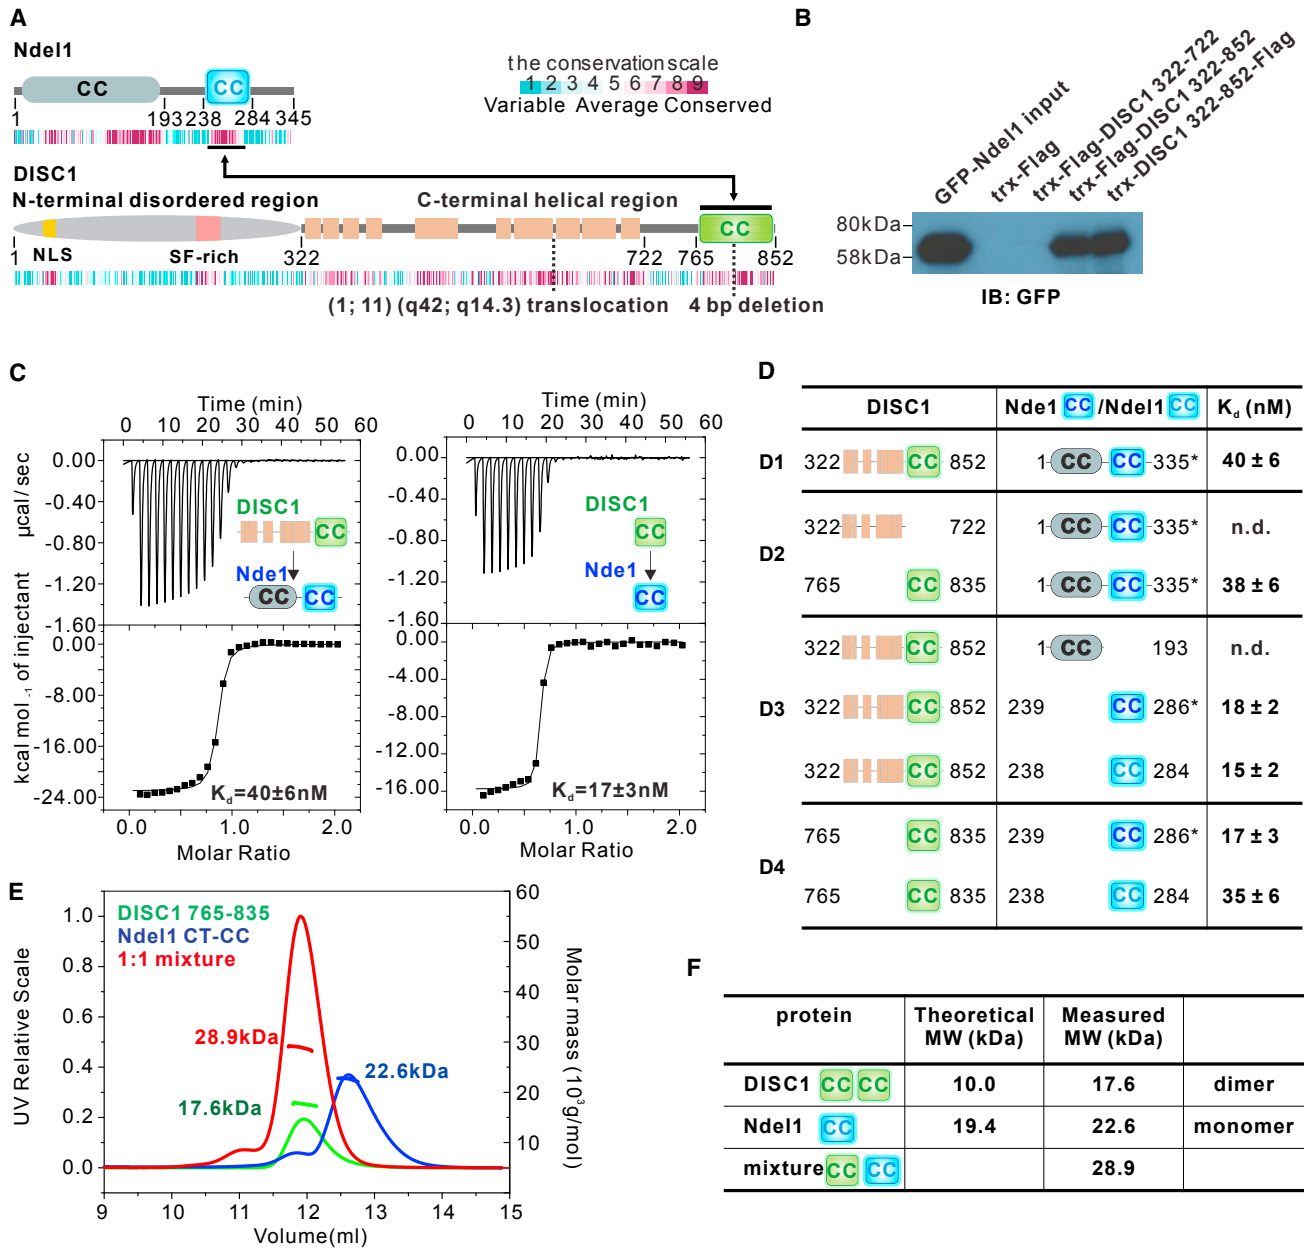 A
Ndel1
CC
CC
1
193
238
284
345
the conservation scale
1 2 3 4 5 6 7 8 9
Variable Average Conserved
DISC1
N-terminal disordered region
C-terminal helical region
CC
1
NLS
SF-rich
322
722
765
852
(1; 11) (q42; q14.3) translocation
4 bp deletion
B
GFP-Ndel1 input
trx-Flag
trx-Flag-DISC1 322-722
trx-Flag-DISC1 322-852
trx-DISC1 322-852-Flag
80kDa
58kDa
IB: GFP
C
Time (min)
0 10 20 30 40 50 60
µcal/sec
0.00
-0.40
-0.80
-1.20
-1.60
DISC1
CC
Nde1
CC
CC
kcal mol-1 of injectant
0.00
-8.00
-16.00
-24.00
Kd=40±6nM
0.0 1.0 2.0
Molar Ratio
Time (min)
0 10 20 30 40 50 60
0.00
-0.40
-0.80
-1.20
-1.60
DISC1
CC
Nde1
CC
0.00
-4.00
-8.00
-12.00
-16.00
Kd=17±3nM
0.0 1.0 2.0
Molar Ratio
D
DISC1 Nde1 CC /Ndel1 CC Kd (nM)
D1 322 CC 852 1 CC CC 335* 40 ± 6
D2
322 722 1 CC CC 335* n.d.
765 CC 835 1 CC CC 335* 38 ± 6
D3
322 CC 852 1 CC 193 n.d.
322 CC 852 239 CC 286* 18 ± 2
322 CC 852 238 CC 284 15 ± 2
D4
765 CC 835 239 CC 286* 17 ± 3
765 CC 835 238 CC 284 35 ± 6
E
UV Relative Scale
1.0
0.8
0.6
0.4
0.2
0.0
DISC1 765-835
Ndel1 CT-CC
1:1 mixture
28.9kDa
22.6kDa
17.6kDa
60
50
40
30
20
10
0
Molar mass (10³g/mol)
9 10 11 12 13 14 15
Volume(ml)
F
protein Theoretical MW (kDa) Measured MW (kDa)
DISC1 CC CC 10.0 17.6 dimer
Ndel1 CC 19.4 22.6 monomer
mixture CC CC 28.9